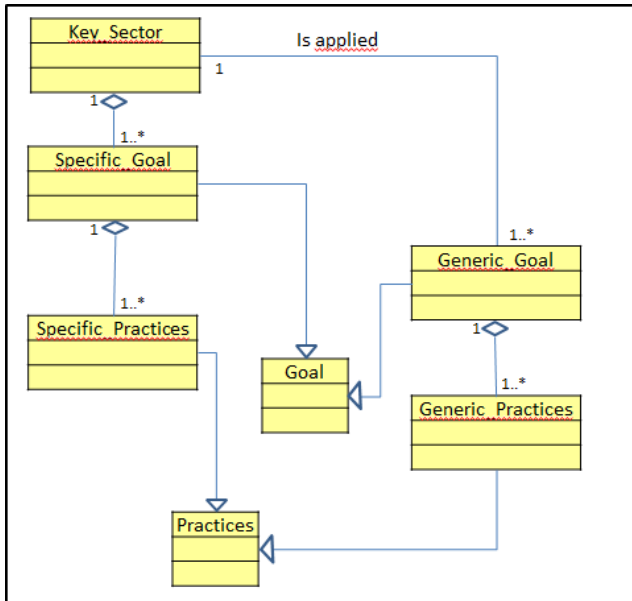 Key_Sector
Is applied
1
1
1..*
Specific_Goal
1
1..*
Generic_Goal
1..*
Specific_Practices
1
Goal
1..*
Generic_Practices
Practices